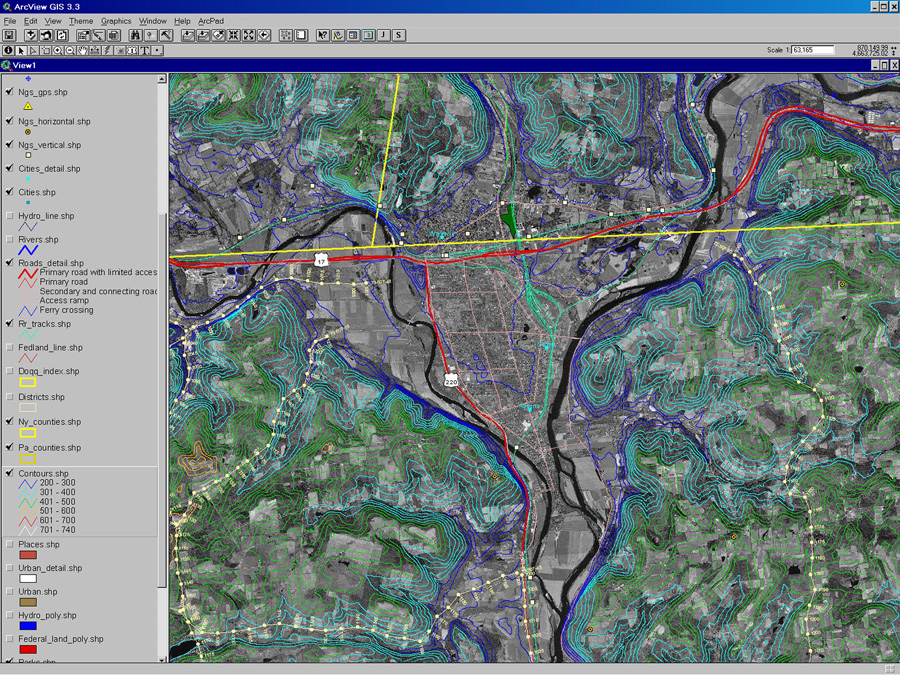 ArcView GIS 3.3
File Edit View Theme Graphics Window Help ArcPad
Scale 1: 63,165
870,149.99
4,663,725.02
View1
Ngs_gps.shp
Ngs_horizontal.shp
Ngs_vertical.shp
Cities_detail.shp
Cities.shp
Hydro_line.shp
Rivers.shp
Roads_detail.shp
Primary road with limited acces
Primary road
Secondary and connecting road
Access ramp
Ferry crossing
Rr_tracks.shp
Fedland_line.shp
Doqq_index.shp
Districts.shp
Ny_counties.shp
Pa_counties.shp
Contours.shp
200 - 300
301 - 400
401 - 500
501 - 600
601 - 700
701 - 740
Places.shp
Urban_detail.shp
Urban.shp
Hydro_poly.shp
Federal_land_poly.shp
Parks.shp
17
220